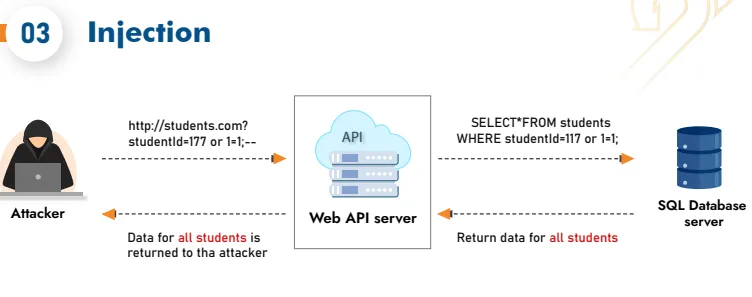 03
Injection
http://students.com?
studentId=177 or 1=1;--
API
SELECT*FROM students
WHERE studentId=117 or 1=1;
Attacker
Web API server
SQL Database
server
Data for all students is
returned to tha attacker
Return data for all students